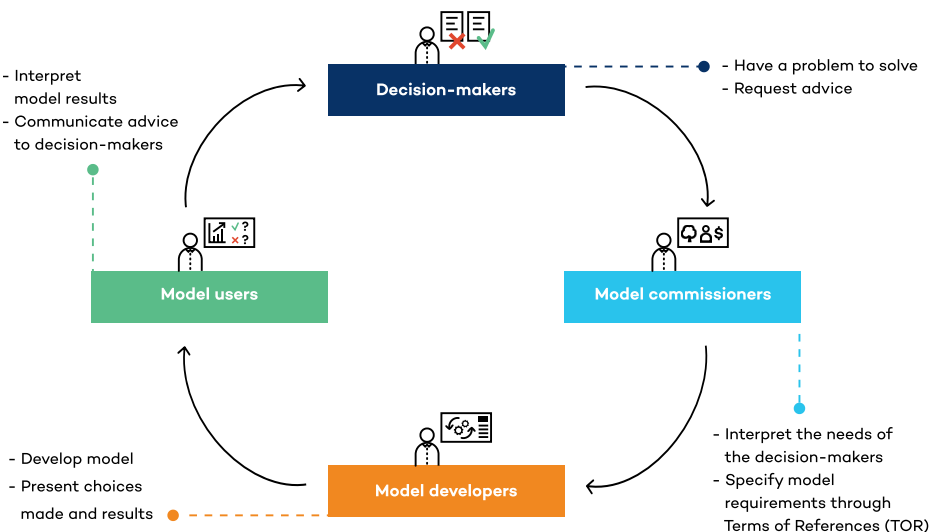 Decision-makers
- Have a problem to solve
- Request advice
- Interpret
model results
- Communicate advice
to decision-makers
✓ ?
✗ ?
$
Model users
Model commissioners
- Interpret the needs of
the decision-makers
- Specify model
requirements through
Terms of References (TOR)
Model developers
- Develop model
- Present choices
made and results